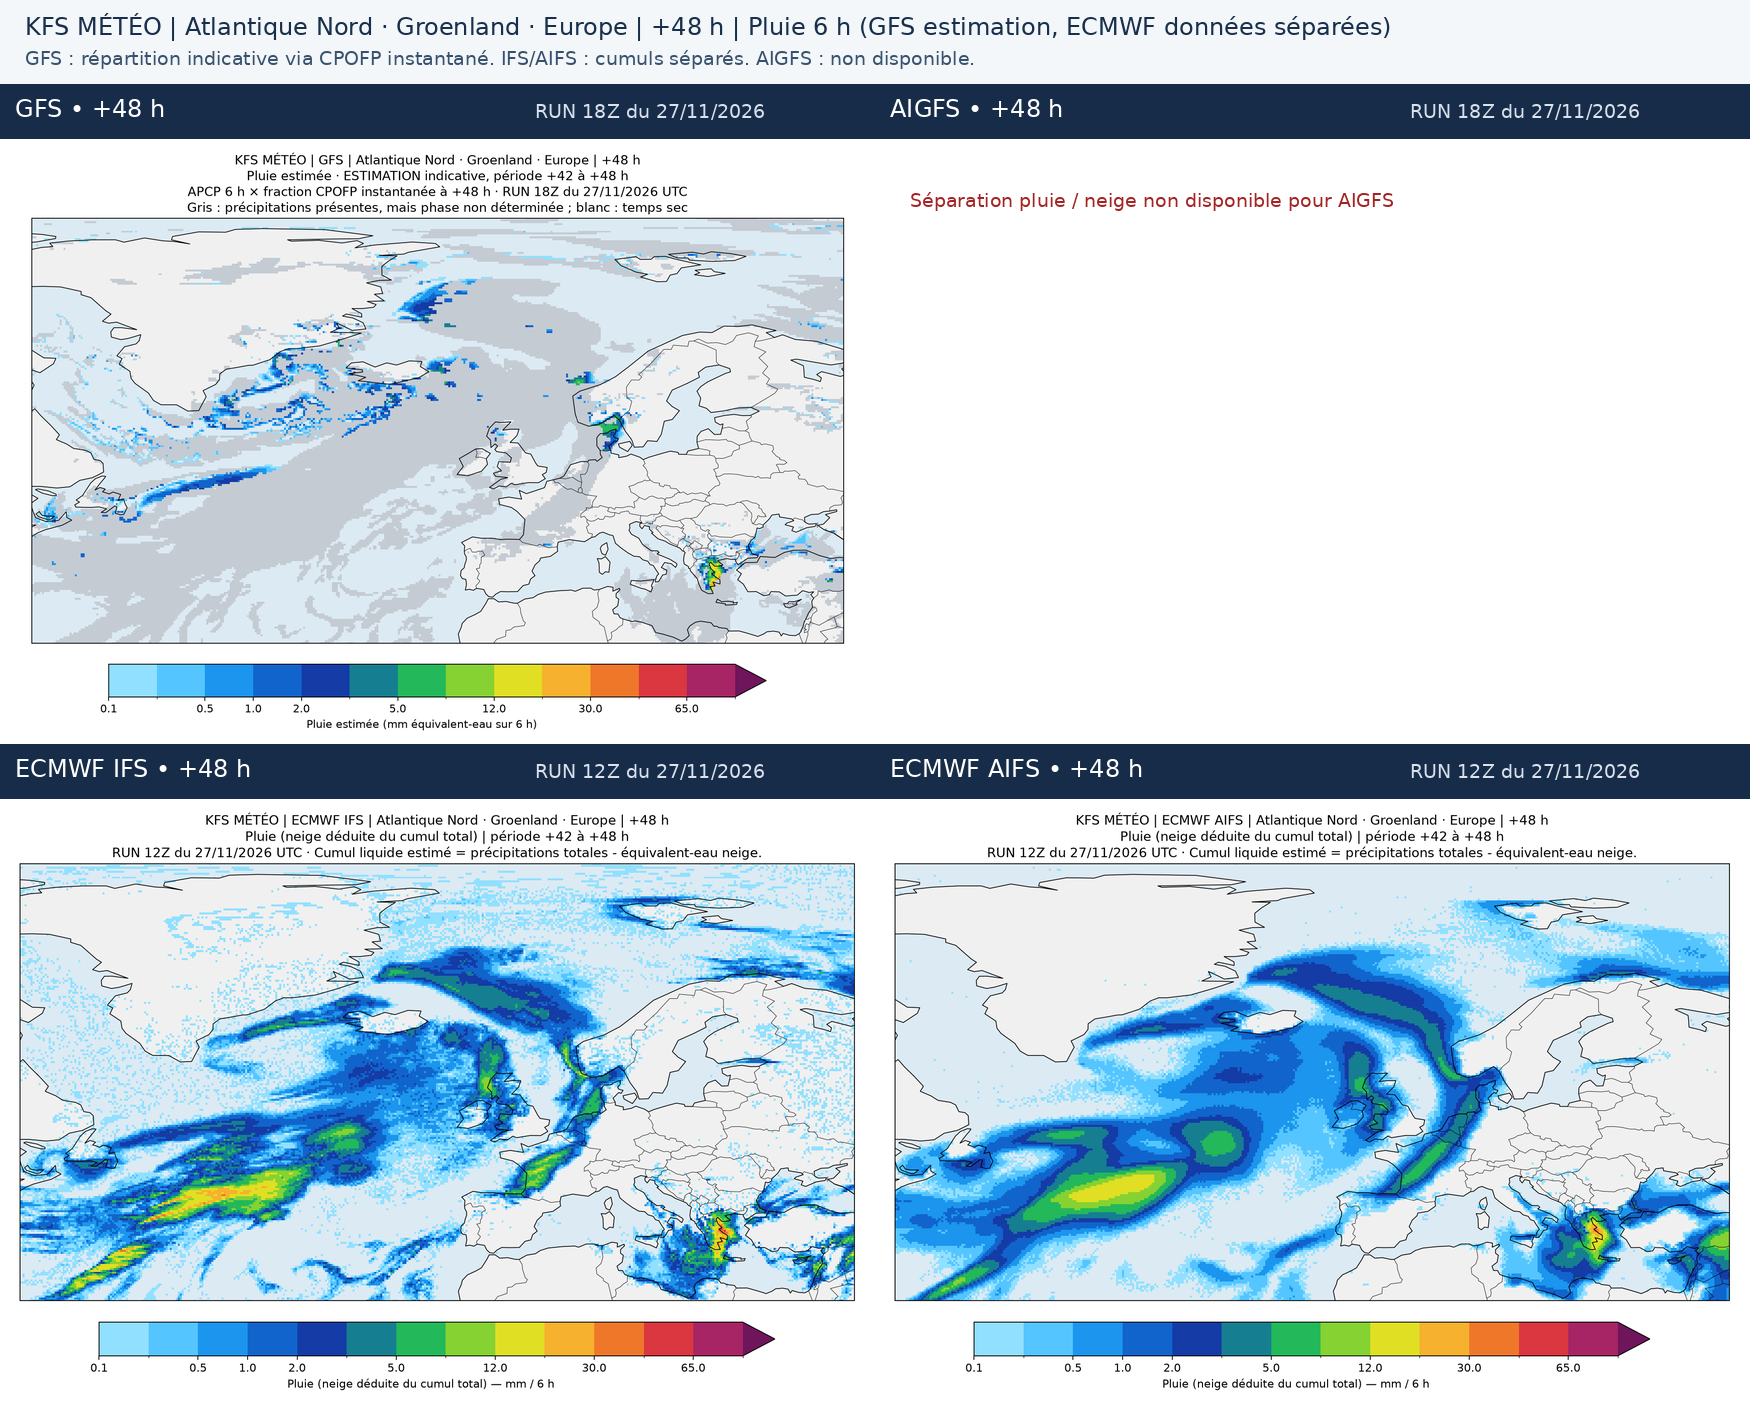 KFS MÉTÉO | Atlantique Nord · Groenland · Europe | +48 h | Pluie 6 h (GFS estimation, ECMWF données séparées)
GFS : répartition indicative via CPOFP instantané. IFS/AIFS : cumuls séparés. AIGFS : non disponible.
GFS • +48 h
RUN 18Z du 27/11/2026
AIGFS • +48 h
RUN 18Z du 27/11/2026
KFS MÉTÉO | GFS | Atlantique Nord · Groenland · Europe | +48 h
Pluie estimée · ESTIMATION indicative, période +42 à +48 h
APCP 6 h × fraction CPOFP instantanée à +48 h · RUN 18Z du 27/11/2026 UTC
Gris : précipitations présentes, mais phase non déterminée ; blanc : temps sec
0.1 0.5 1.0 2.0 5.0 12.0 30.0 65.0
Pluie estimée (mm équivalent-eau sur 6 h)
Séparation pluie / neige non disponible pour AIGFS
ECMWF IFS • +48 h
RUN 12Z du 27/11/2026
ECMWF AIFS • +48 h
RUN 12Z du 27/11/2026
KFS MÉTÉO | ECMWF IFS | Atlantique Nord · Groenland · Europe | +48 h
Pluie (neige déduite du cumul total) | période +42 à +48 h
RUN 12Z du 27/11/2026 UTC · Cumul liquide estimé = précipitations totales - équivalent-eau neige.
0.1 0.5 1.0 2.0 5.0 12.0 30.0 65.0
Pluie (neige déduite du cumul total) — mm / 6 h
KFS MÉTÉO | ECMWF AIFS | Atlantique Nord · Groenland · Europe | +48 h
Pluie (neige déduite du cumul total) | période +42 à +48 h
RUN 12Z du 27/11/2026 UTC · Cumul liquide estimé = précipitations totales - équivalent-eau neige.
0.1 0.5 1.0 2.0 5.0 12.0 30.0 65.0
Pluie (neige déduite du cumul total) — mm / 6 h